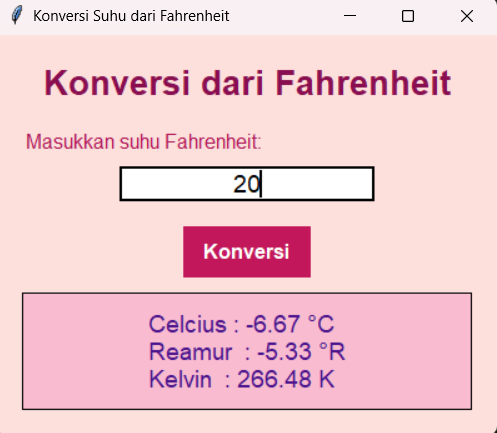 Konversi Suhu dari Fahrenheit
Konversi dari Fahrenheit
Masukkan suhu Fahrenheit:
20
Konversi
Celcius : -6.67 °C
Reamur  : -5.33 °R
Kelvin  : 266.48 K